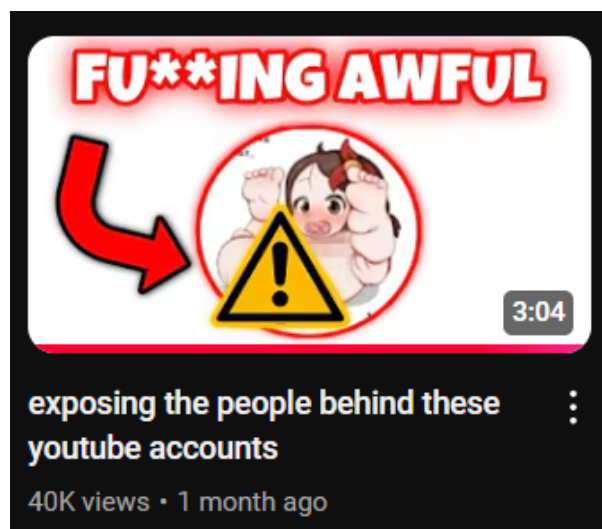 FU**ING AWFUL
3:04
exposing the people behind these
youtube accounts
40K views • 1 month ago